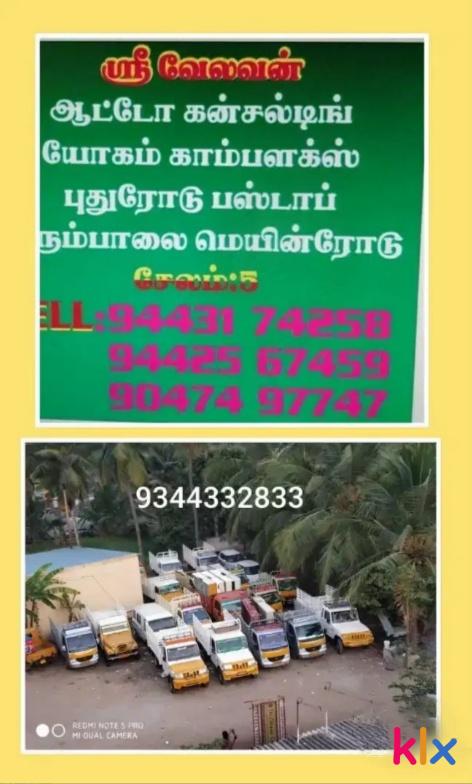 ஸ்ரீ வேலவன்
ஆட்டோ கன்சல்டிங்
யோகம் காம்பளக்ஸ்
புதுரோடு பஸ்டாப்
ரும்பாலை மெயின்ரோடு
சேலம்:5
ELL:94431 74258
94425 67459
90474 97747
9344332833
REDMI NOTE 5 PRO
MI DUAL CAMERA
klx